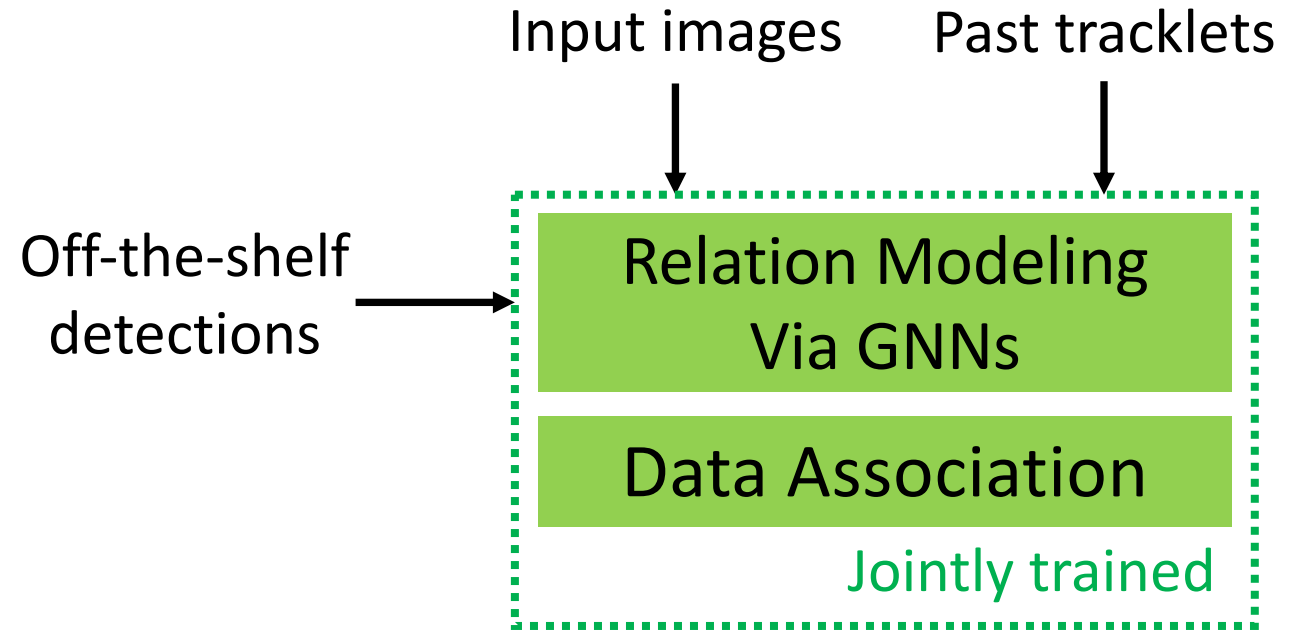 Input images
Past tracklets
Off-the-shelf
detections
Relation Modeling
Via GNNs
Data Association
Jointly trained